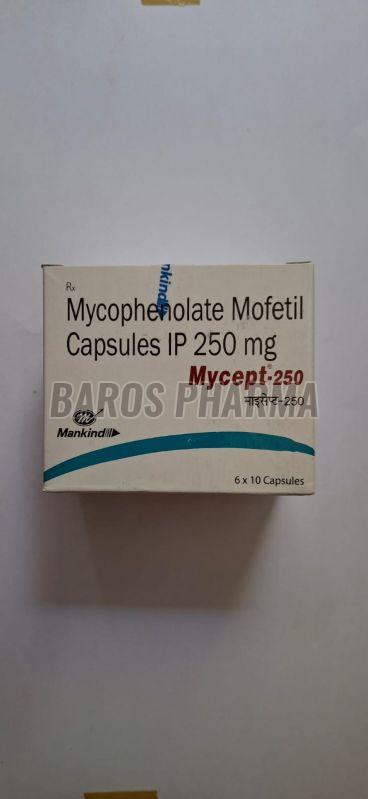 Rx
Mycophenolate Mofetil
Capsules IP 250 mg
Mycept®-250
BAROS PHARMA
माइसेप्ट-250
Mankind
6 x 10 Capsules